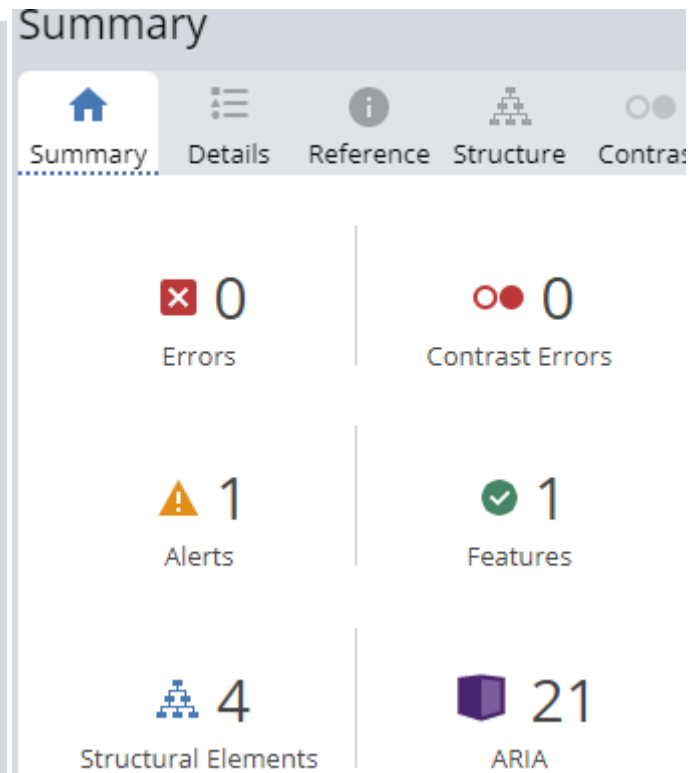 Summary
Summary Details Reference Structure Contras
0 0
Errors Contrast Errors
1 1
Alerts Features
4 21
Structural Elements ARIA